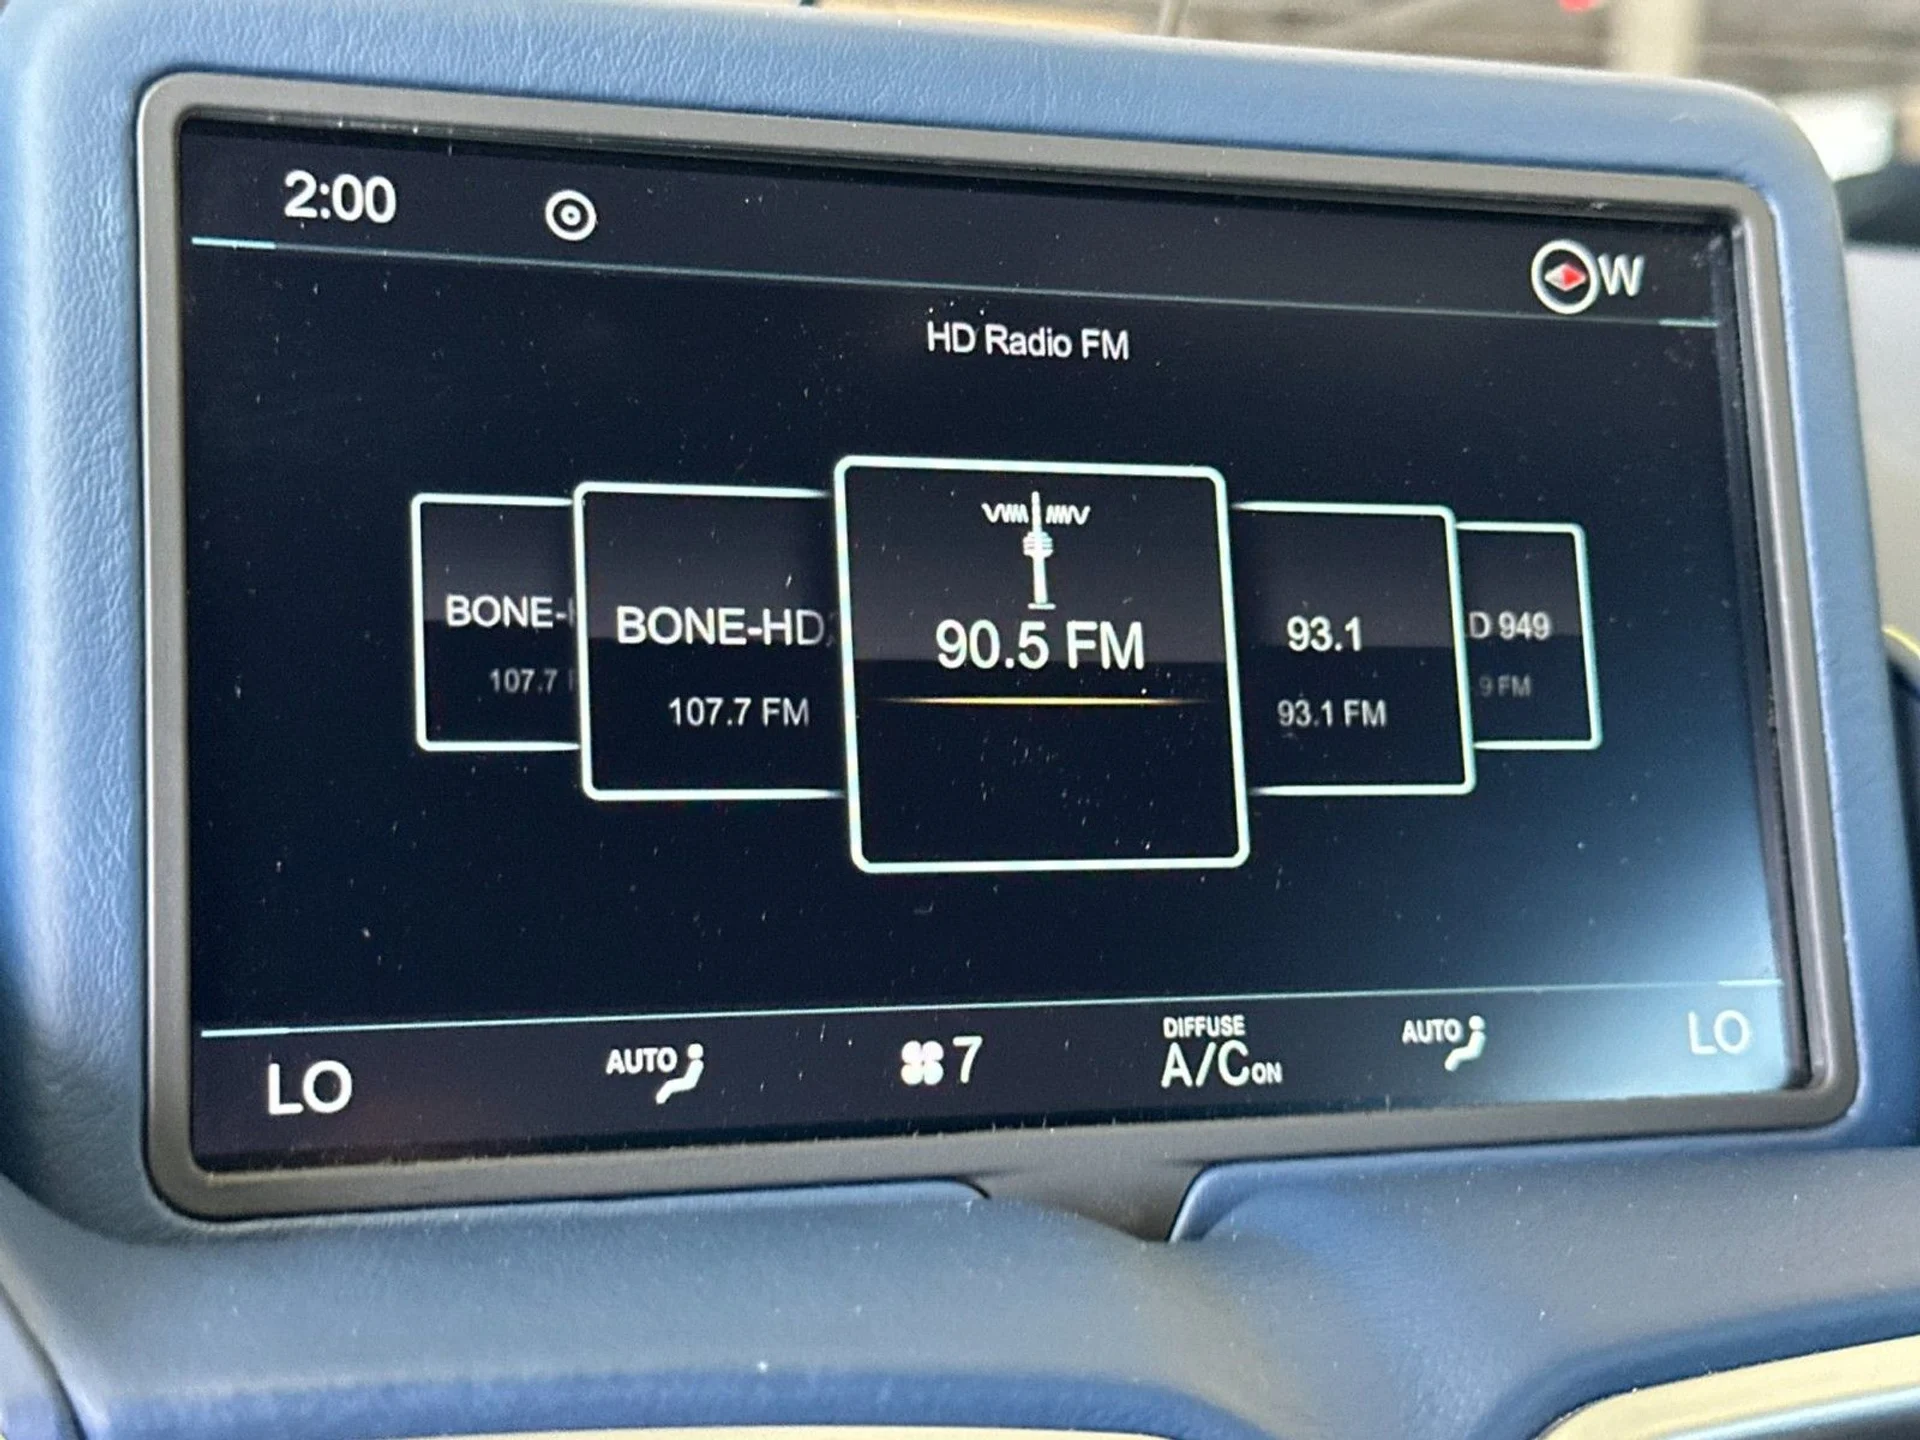 2:00
W
HD Radio FM
BONE-
107.7
BONE-HD
107.7 FM
90.5 FM
93.1
93.1 FM
D 949
9 FM
LO
AUTO
7
DIFFUSE
A/C ON
AUTO
LO